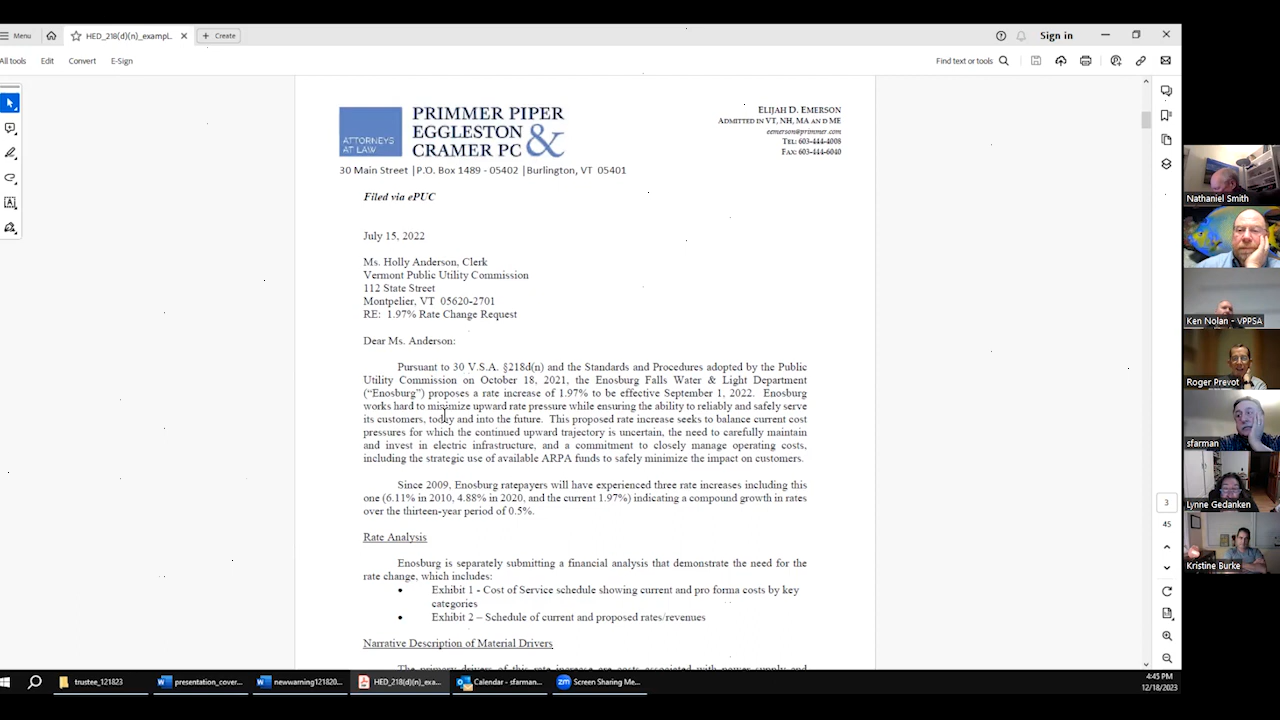 Menu
HED_218(d)(n)_exampl...
Create
Sign in
All tools
Edit
Convert
E-Sign
Find text or tools
PRIMMER PIPER
EGGLESTON &
CRAMER PC
ATTORNEYS
AT LAW
ELIJAH D. EMERSON
ADMITTED IN VT, NH, MA AND ME
eemerson@primmer.com
TEL: 603-444-4008
FAX: 603-444-6040
30 Main Street |P.O. Box 1489 - 05402 |Burlington, VT 05401
Filed via ePUC
July 15, 2022
Ms. Holly Anderson, Clerk
Vermont Public Utility Commission
112 State Street
Montpelier, VT 05620-2701
RE: 1.97% Rate Change Request
Dear Ms. Anderson:
Pursuant to 30 V.S.A. §218d(n) and the Standards and Procedures adopted by the Public
Utility Commission on October 18, 2021, the Enosburg Falls Water & Light Department
("Enosburg") proposes a rate increase of 1.97% to be effective September 1, 2022. Enosburg
works hard to minimize upward rate pressure while ensuring the ability to reliably and safely serve
its customers, today and into the future. This proposed rate increase seeks to balance current cost
pressures for which the continued upward trajectory is uncertain, the need to carefully maintain
and invest in electric infrastructure, and a commitment to closely manage operating costs,
including the strategic use of available ARPA funds to safely minimize the impact on customers.
Since 2009, Enosburg ratepayers will have experienced three rate increases including this
one (6.11% in 2010, 4.88% in 2020, and the current 1.97%) indicating a compound growth in rates
over the thirteen-year period of 0.5%.
Rate Analysis
Enosburg is separately submitting a financial analysis that demonstrate the need for the
rate change, which includes:
• Exhibit 1 - Cost of Service schedule showing current and pro forma costs by key
categories
• Exhibit 2 – Schedule of current and proposed rates/revenues
Narrative Description of Material Drivers
The primary drivers of this rate increase are costs associated with power supply and
3
45
Nathaniel Smith
Ken Nolan - VPPSA
Roger Prevot
sfarman
Lynne Gedanken
Kristine Burke
trustee_121823
presentation_cover...
newwarning121820...
HED_218(d)(n)_exa...
Calendar - sfarman...
Screen Sharing Me...
4:45 PM
12/18/2023